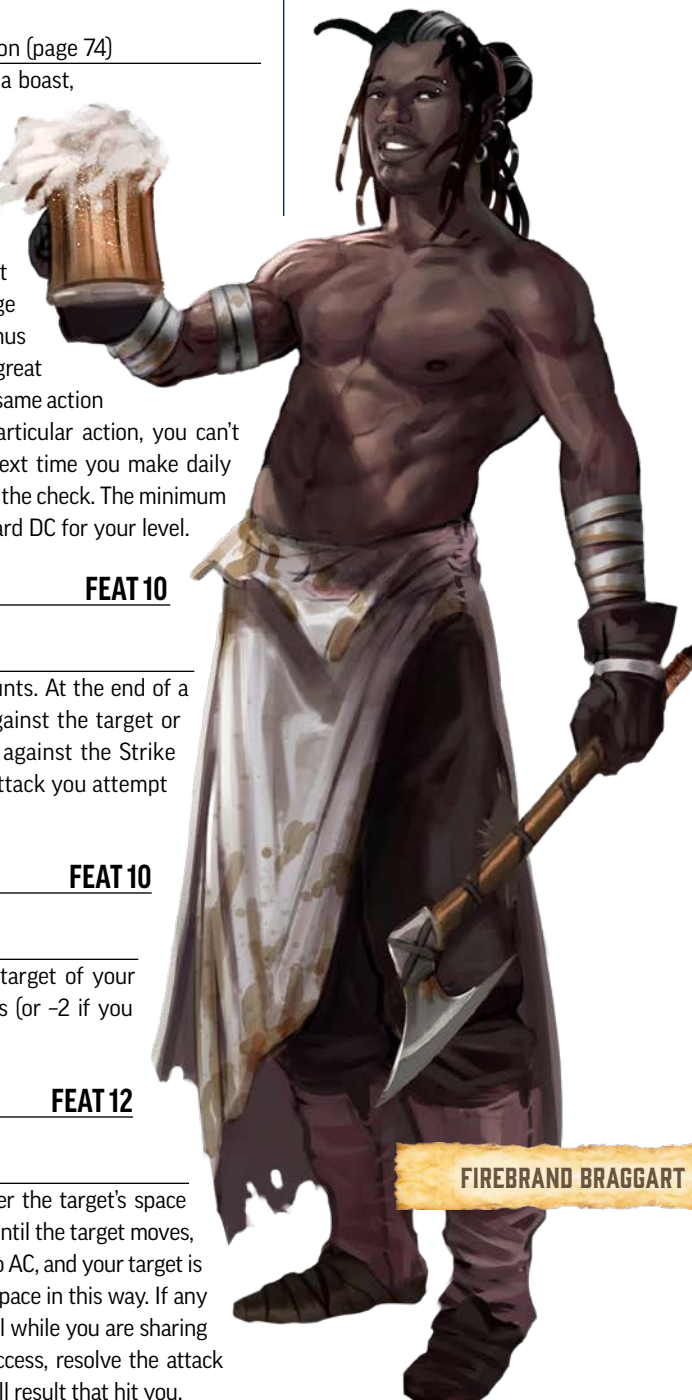 on (page 74)
a boast,
t
ge
nus
great
same action
articular action, you can't
ext time you make daily
the check. The minimum
ard DC for your level.
FEAT 10
unts. At the end of a
gainst the target or
against the Strike
ttack you attempt
FEAT 10
target of your
s (or –2 if you
FEAT 12
er the target's space
until the target moves,
o AC, and your target is
space in this way. If any
l while you are sharing
ccess, resolve the attack
ll result that hit you.
FIREBRAND BRAGGART